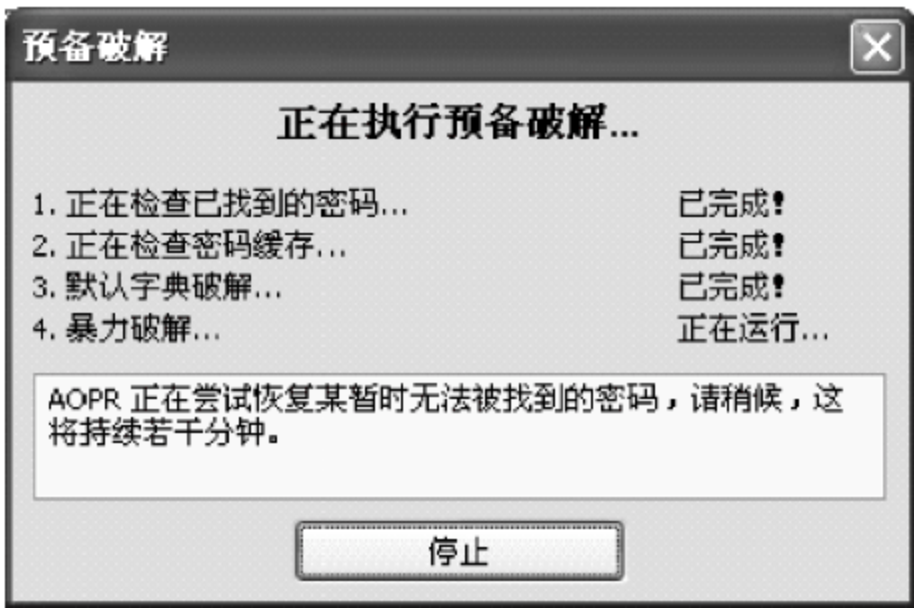 预备破解
正在执行预备破解...
1. 正在检查已找到的密码... 已完成!
2. 正在检查密码缓存... 已完成!
3. 默认字典破解... 已完成!
4. 暴力破解... 正在运行...
AOPR 正在尝试恢复某暂时无法被找到的密码，请稍候，这
将持续若干分钟。
停止